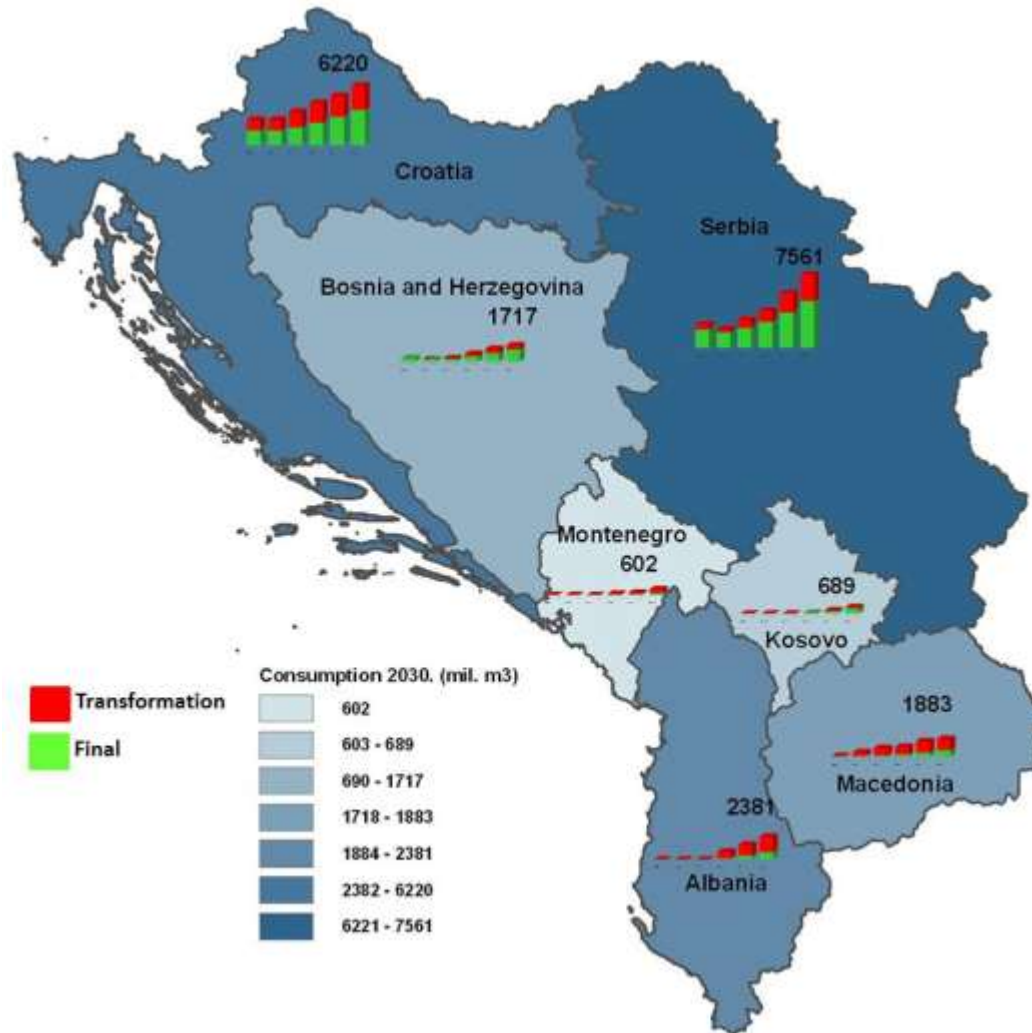 6220
Croatia
Serbia
7561
Bosnia and Herzegovina
1717
Montenegro
602
689
Kosovo
1883
Macedonia
2381
Albania
Transformation
Final
Consumption 2030. (mil. m3)
602
603 - 689
690 - 1717
1718 - 1883
1884 - 2381
2382 - 6220
6221 - 7561